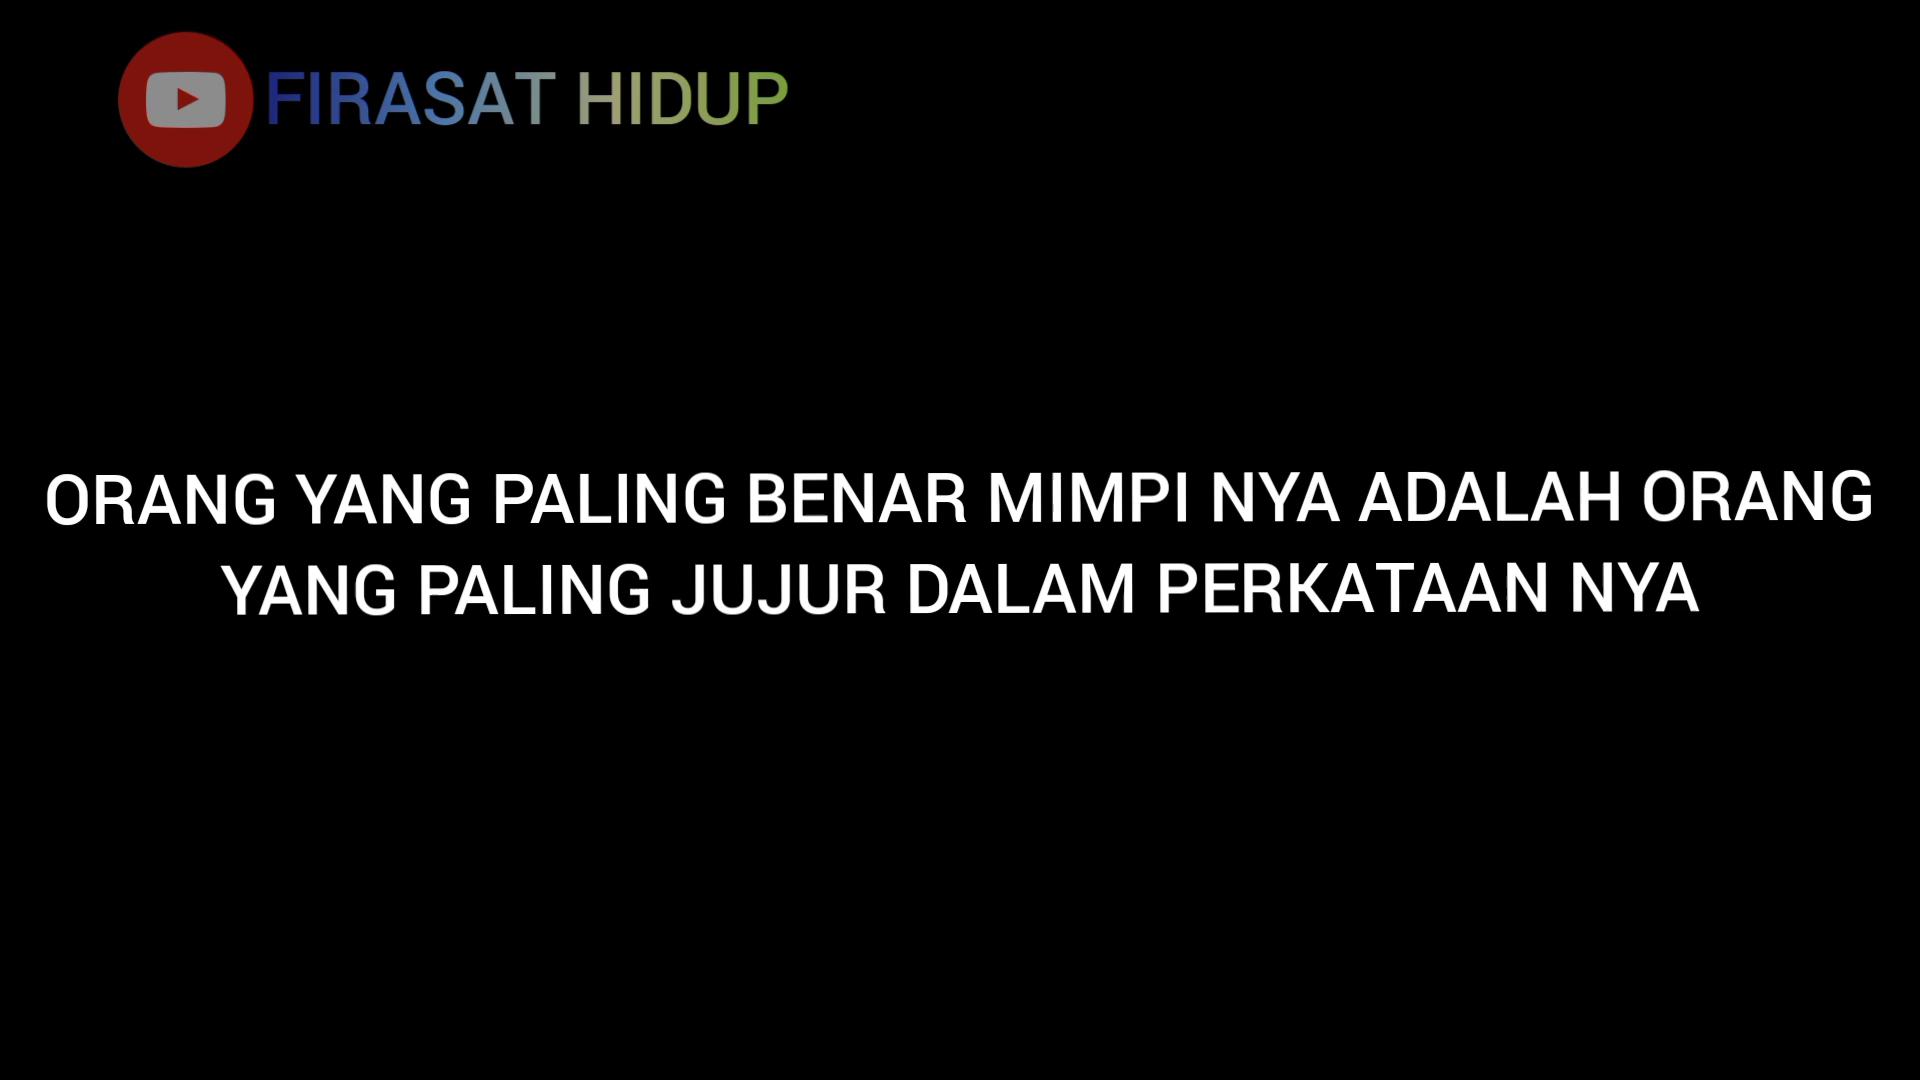 FIRASAT HIDUP
ORANG YANG PALING BENAR MIMPI NYA ADALAH ORANG
YANG PALING JUJUR DALAM PERKATAAN NYA